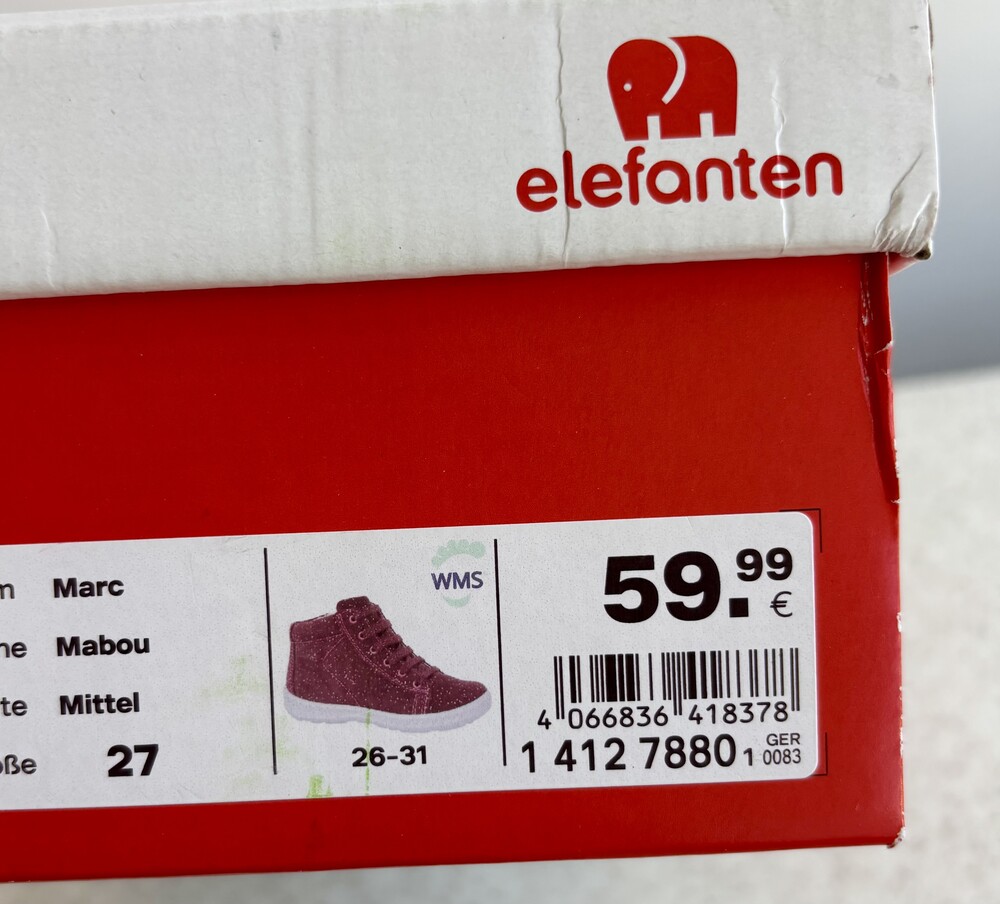 elefanten
m Marc
ne Mabou
te Mittel
öße 27
WMS
26-31
59.99 €
4 066836 418378
1 412 7880 1 GER 0083